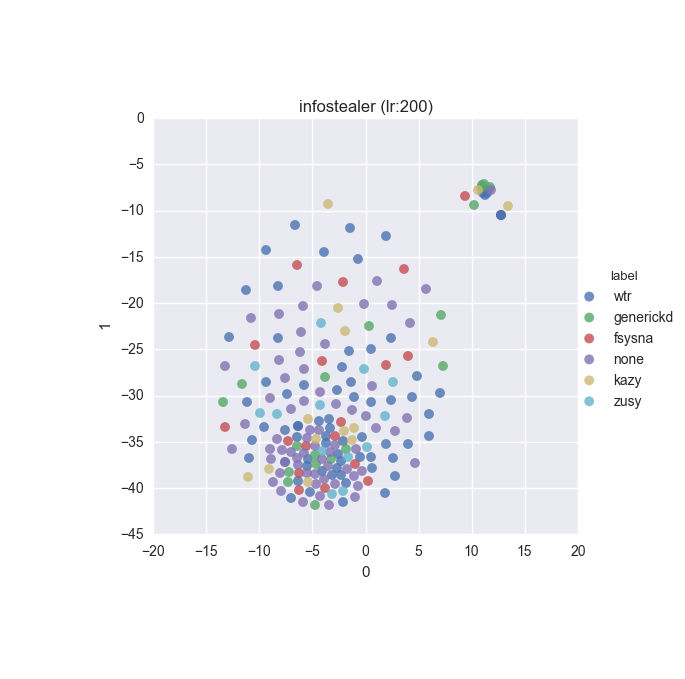 infostealer (lr:200)
0
−5
−10
−15
−20
−25
−30
−35
−40
−45
1
−20 −15 −10 −5 0 5 10 15 20
0
label
wtr
generickd
fsysna
none
kazy
zusy